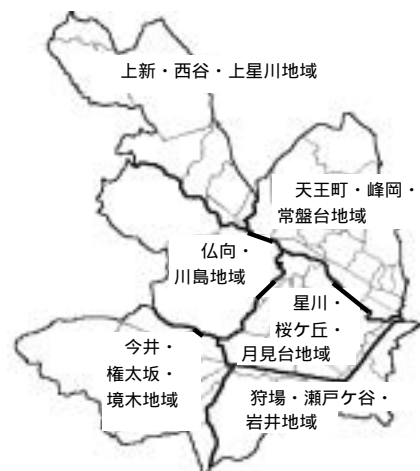 上新・西谷・上星川地域
天王町・峰岡・
常盤台地域
仏向・
川島地域
星川・
桜ケ丘・
月見台地域
今井・
権太坂・
境木地域
狩場・瀬戸ケ谷・
岩井地域